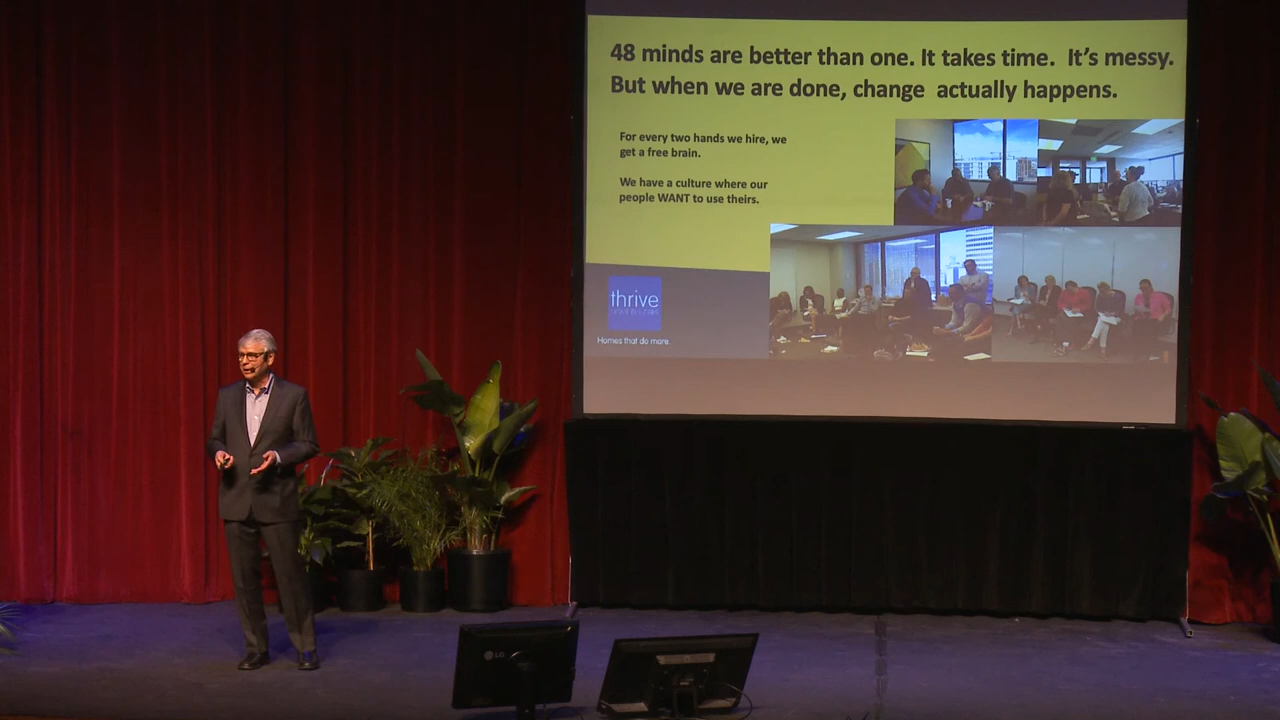 48 minds are better than one. It takes time. It's messy.
But when we are done, change actually happens.
For every two hands we hire, we
get a free brain.
We have a culture where our
people WANT to use theirs.
thrive
Homes that do more.
LG